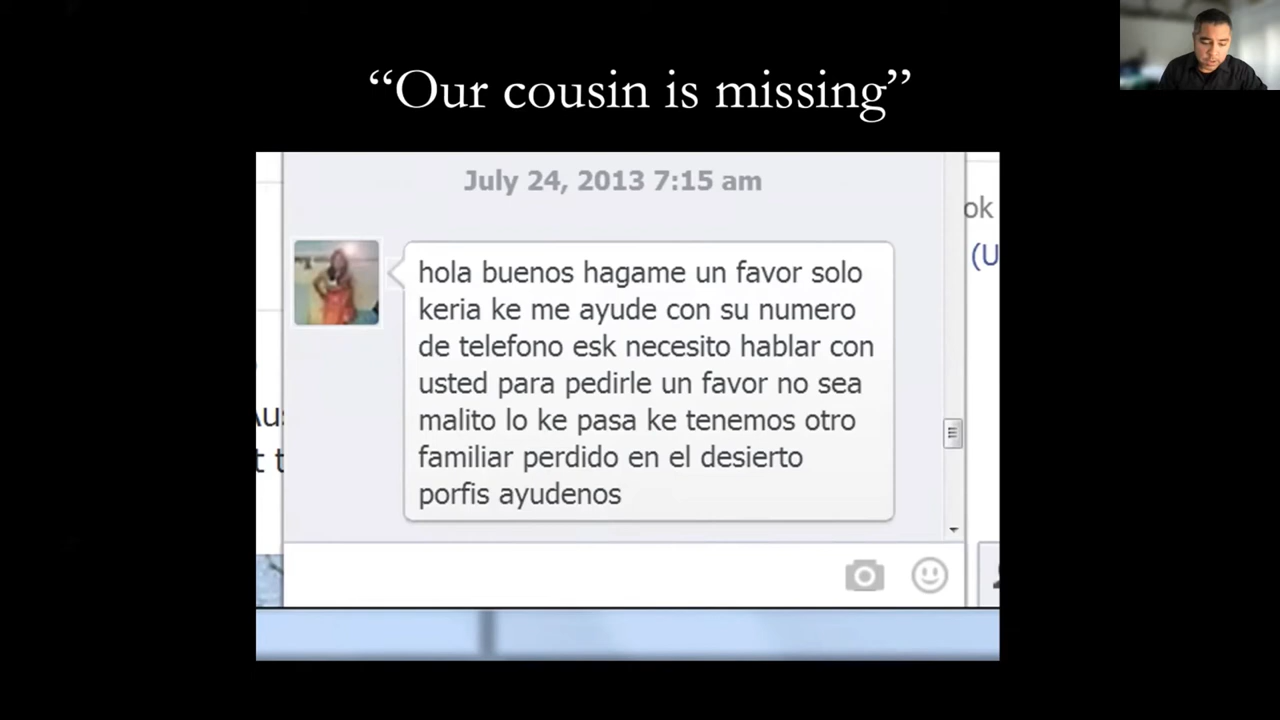 “Our cousin is missing”
July 24, 2013 7:15 am
hola buenos hagame un favor solo
keria ke me ayude con su numero
de telefono esk necesito hablar con
usted para pedirle un favor no sea
malito lo ke pasa ke tenemos otro
familiar perdido en el desierto
porfis ayudenos
ok
(U
Au
t t